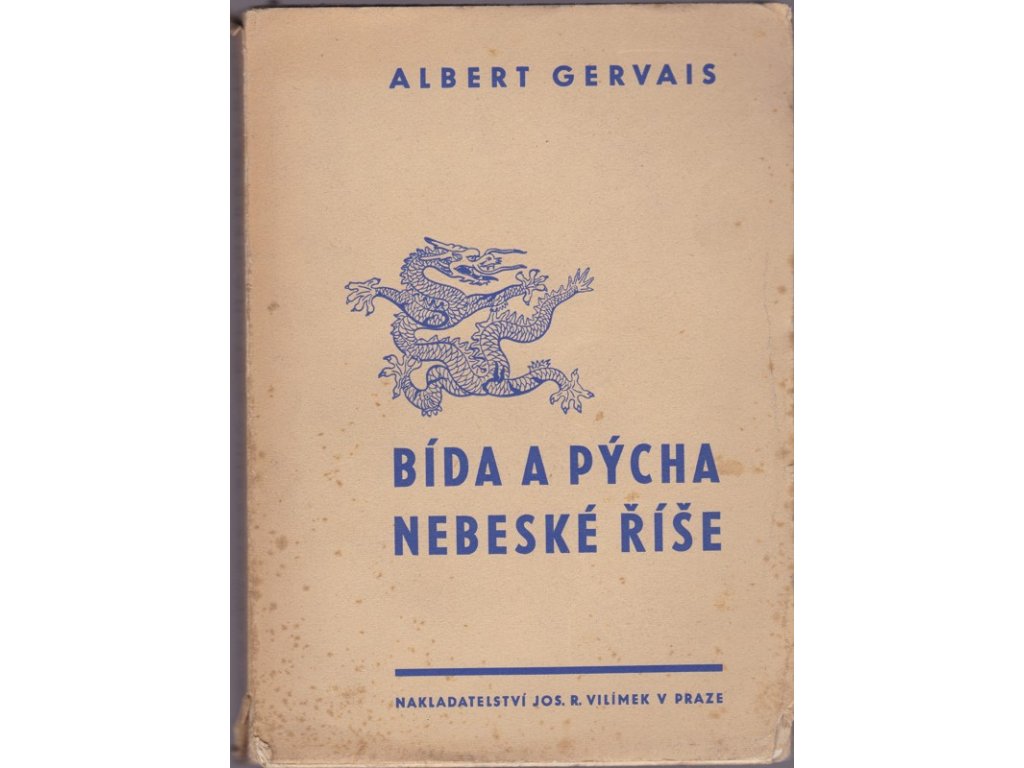 ALBERT GERVAIS
BÍDA A PÝCHA
NEBESKÉ ŘÍŠE
NAKLADATELSTVÍ JOS. R. VILÍMEK V PRAZE